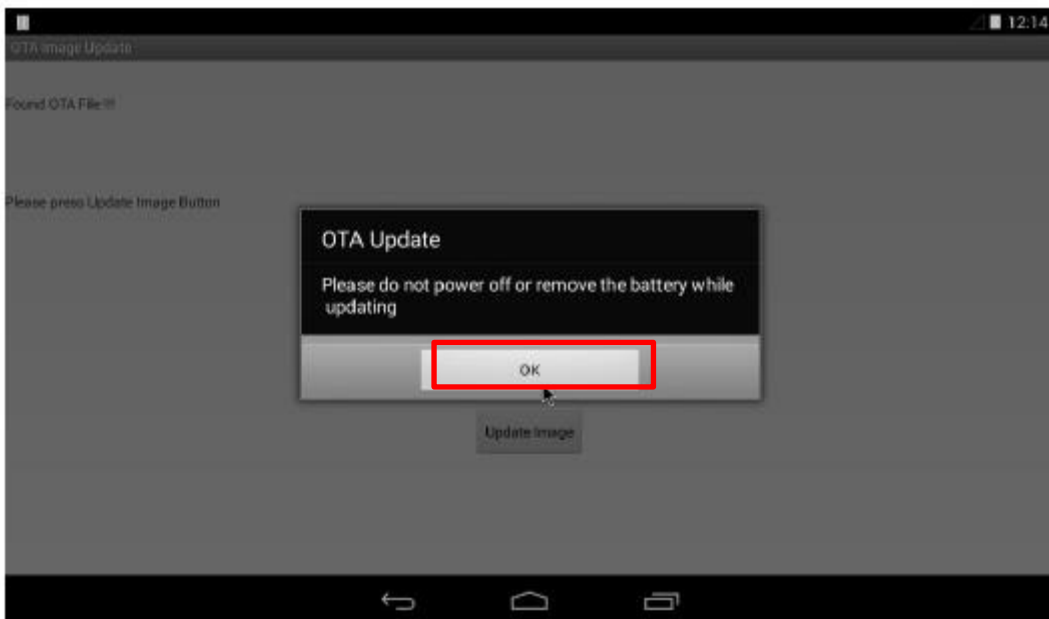 12:14
OTA Image Update
Found OTA File !!!
Please press Update Image Button
OTA Update
Please do not power off or remove the battery while
updating
OK
Update Image